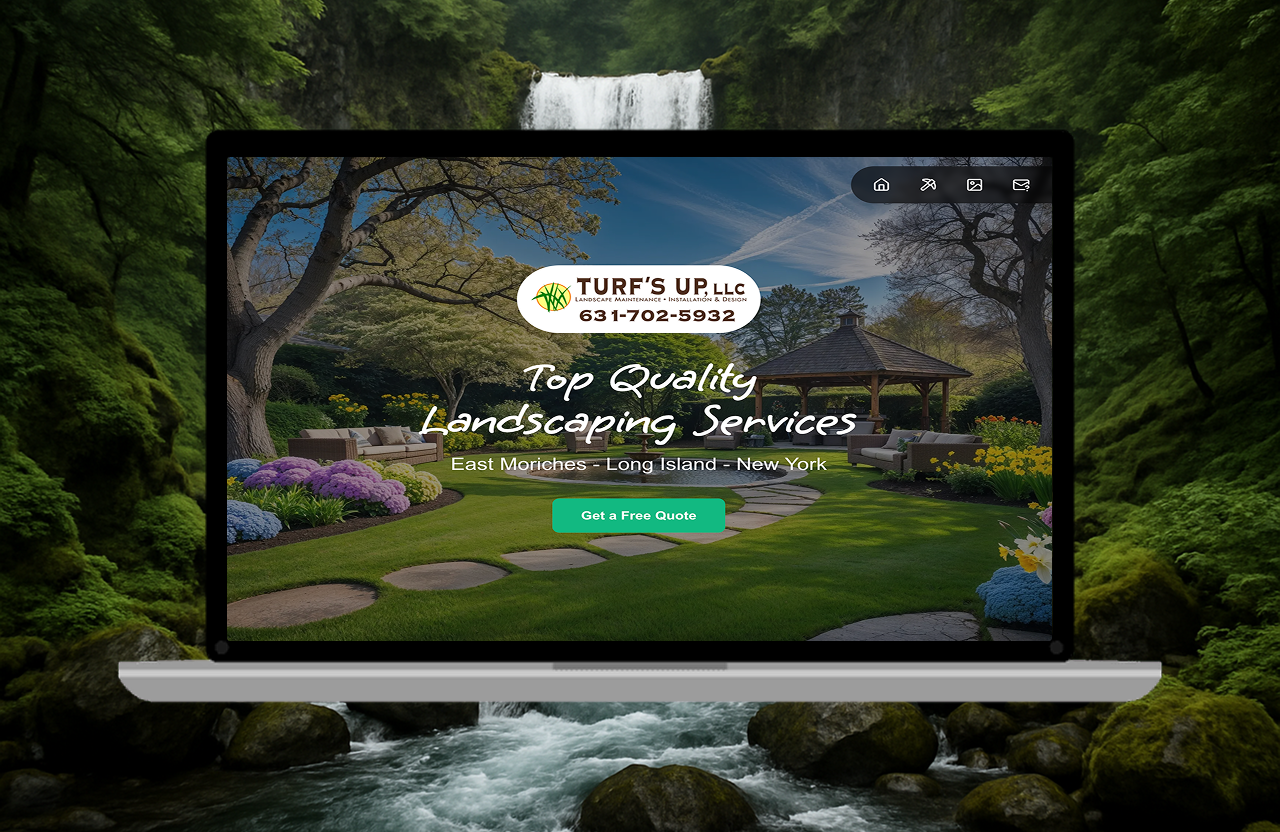 TURF'S UP, LLC
LANDSCAPE MAINTENANCE • INSTALLATION & DESIGN
631-702-5932
Top Quality
Landscaping Services
East Moriches - Long Island - New York
Get a Free Quote